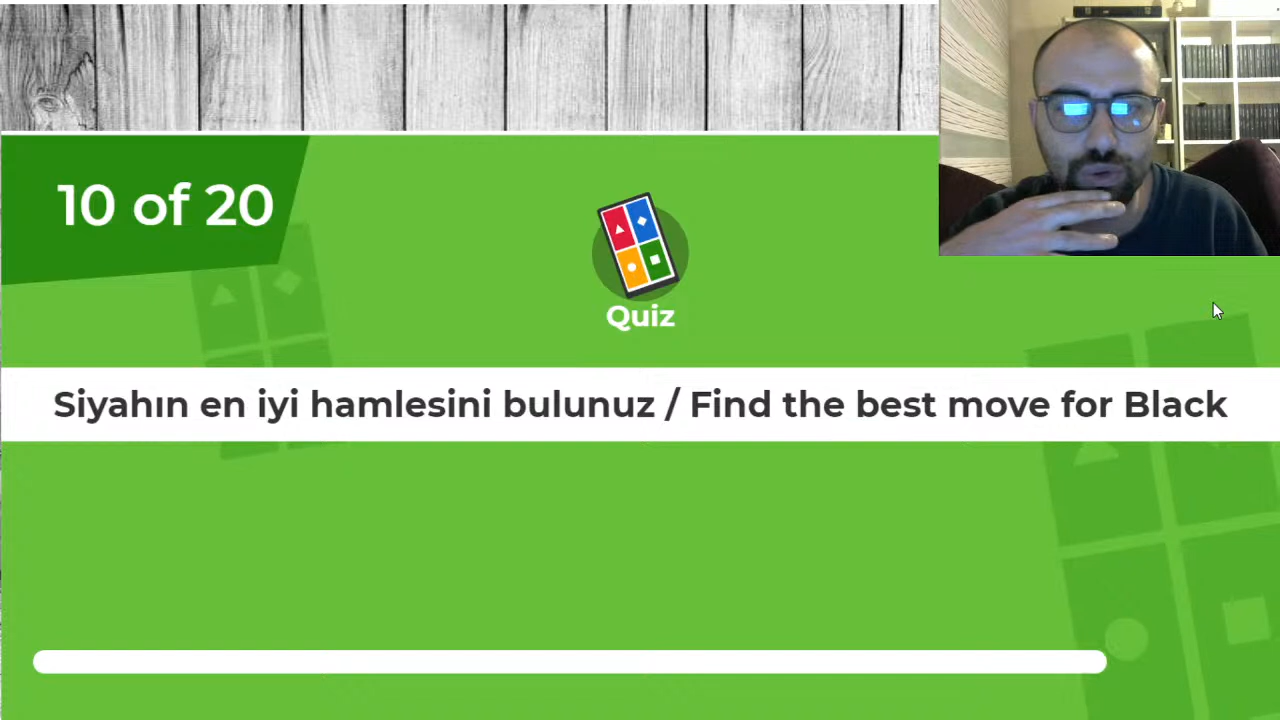 10 of 20
Quiz
Siyahın en iyi hamlesini bulunuz / Find the best move for Black